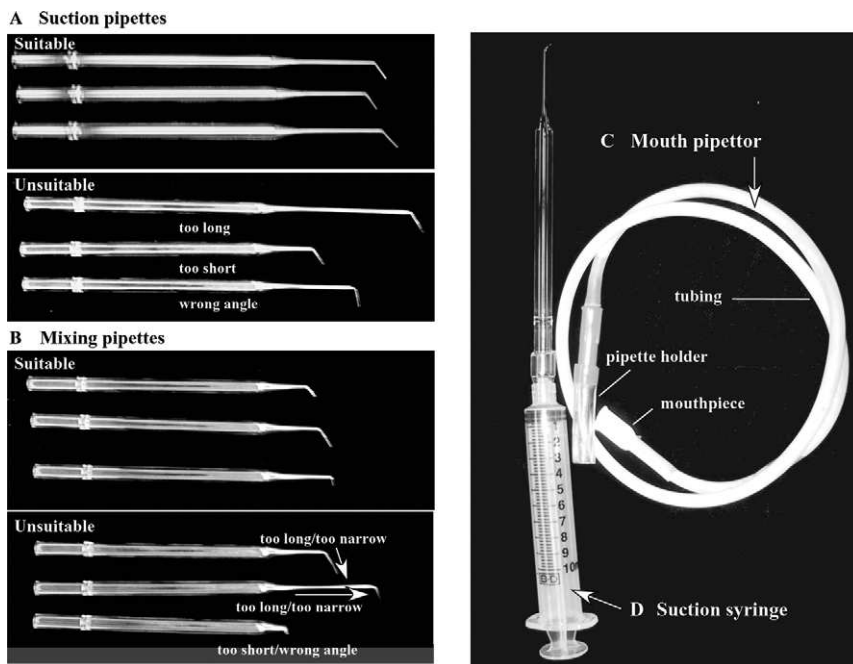 A Suction pipettes
Suitable
Unsuitable
too long
too short
wrong angle
B Mixing pipettes
Suitable
Unsuitable
too long/too narrow
too long/too narrow
too short/wrong angle
C Mouth pipettor
tubing
pipette holder
mouthpiece
1
2
3
4
5
6
7
8
9
10
B-D
D Suction syringe